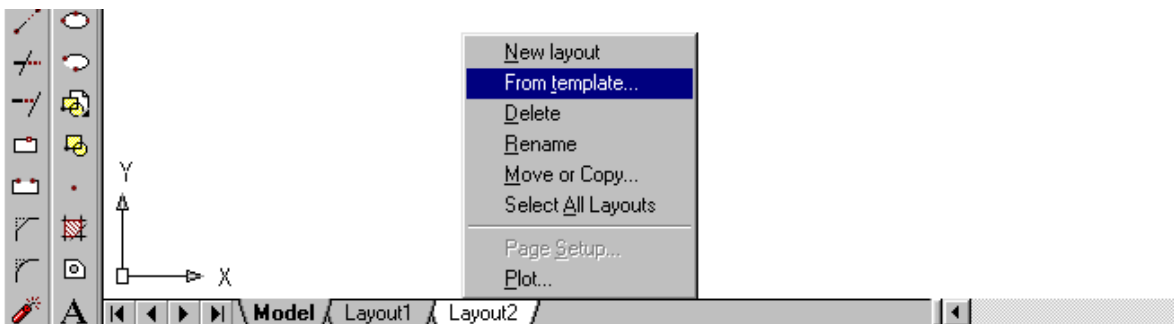 New layout
From template...
Delete
Rename
Move or Copy...
Select All Layouts
Page Setup...
Plot...
Y
X
A
Model Layout1 Layout2